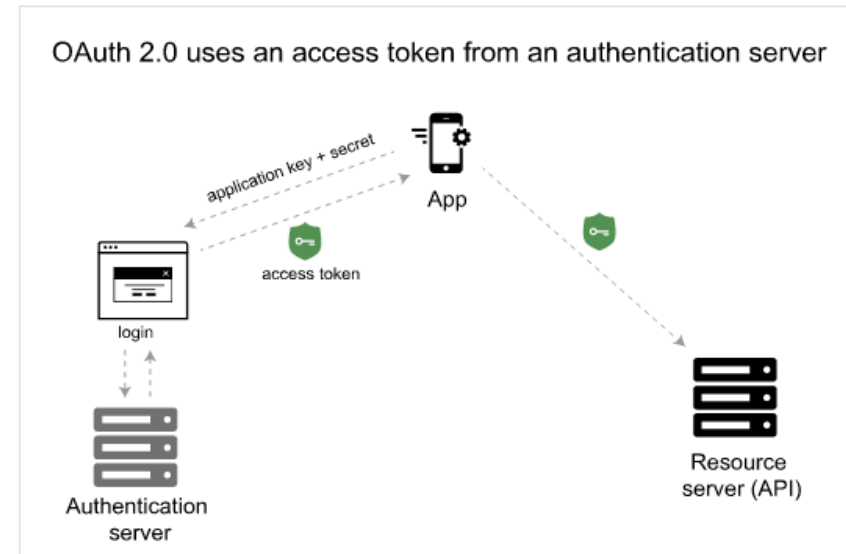 OAuth 2.0 uses an access token from an authentication server
application key + secret
App
access token
login
Resource
server (API)
Authentication
server